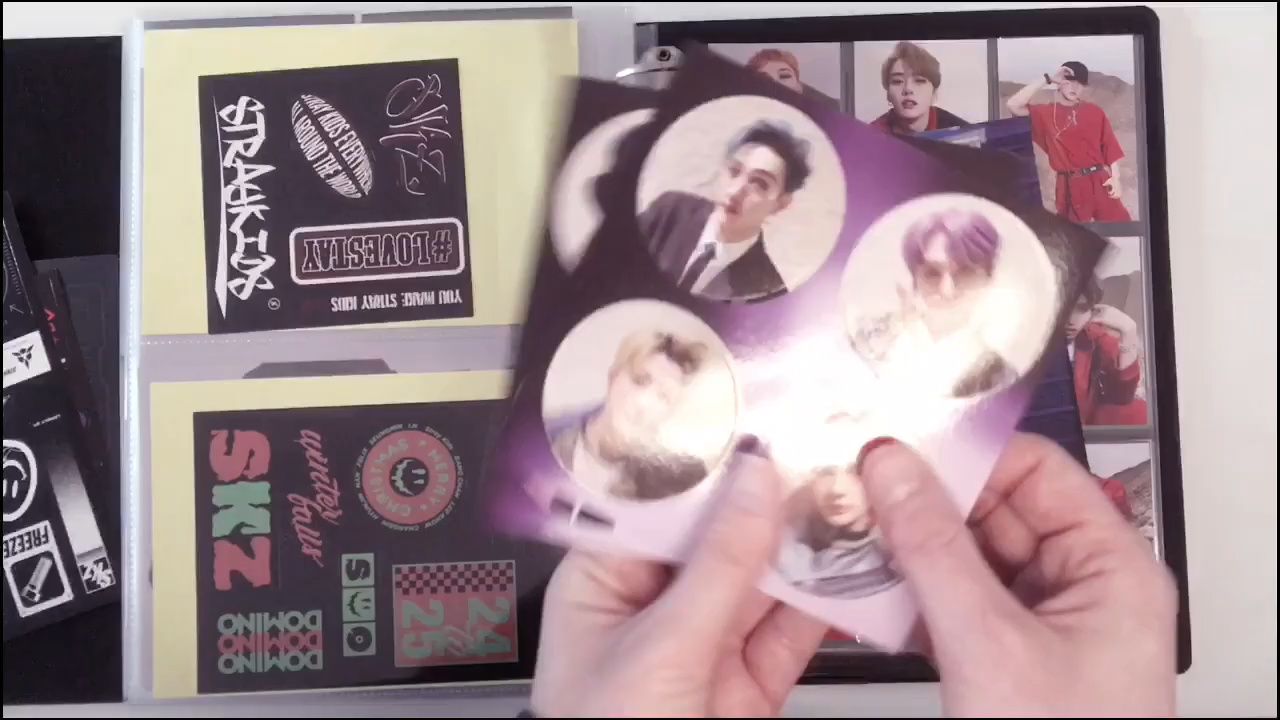 STRAYKIDS
STRAY KIDS EVERYWHERE
ALL AROUND THE WORLD
SKZ
#LOVESTAY
YOU MAKE STRAY KIDS
SKZ
winter
MERRY
CHRISTMAS
24
25
DOMINO
DOMINO
DOMINO
FREEZE
SKZ